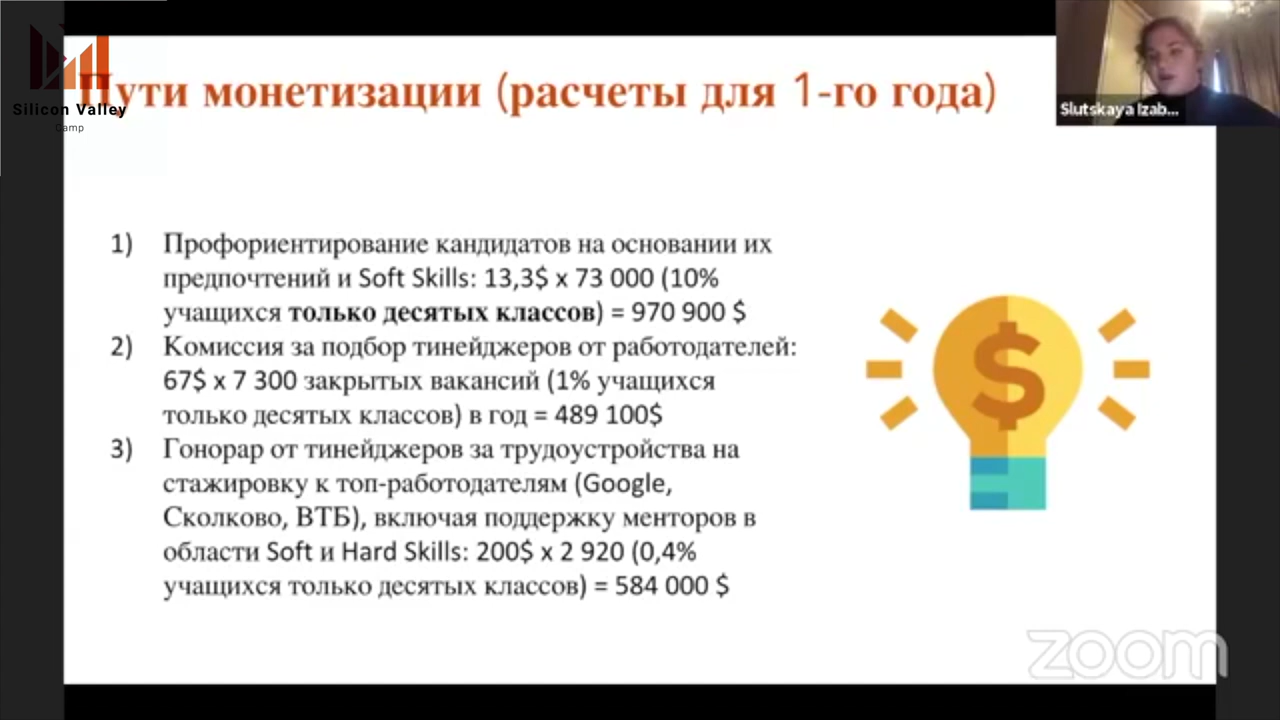 Пути монетизации (расчеты для 1-го года)
Silicon Valley
Camp
Slutskaya Izab...
1) Профориентирование кандидатов на основании их
предпочтений и Soft Skills: 13,3$ x 73 000 (10%
учащихся только десятых классов) = 970 900 $
2) Комиссия за подбор тинейджеров от работодателей:
67$ x 7 300 закрытых вакансий (1% учащихся
только десятых классов) в год = 489 100$
3) Гонорар от тинейджеров за трудоустройства на
стажировку к топ-работодателям (Google,
Сколково, ВТБ), включая поддержку менторов в
области Soft и Hard Skills: 200$ x 2 920 (0,4%
учащихся только десятых классов) = 584 000 $
$
zoom